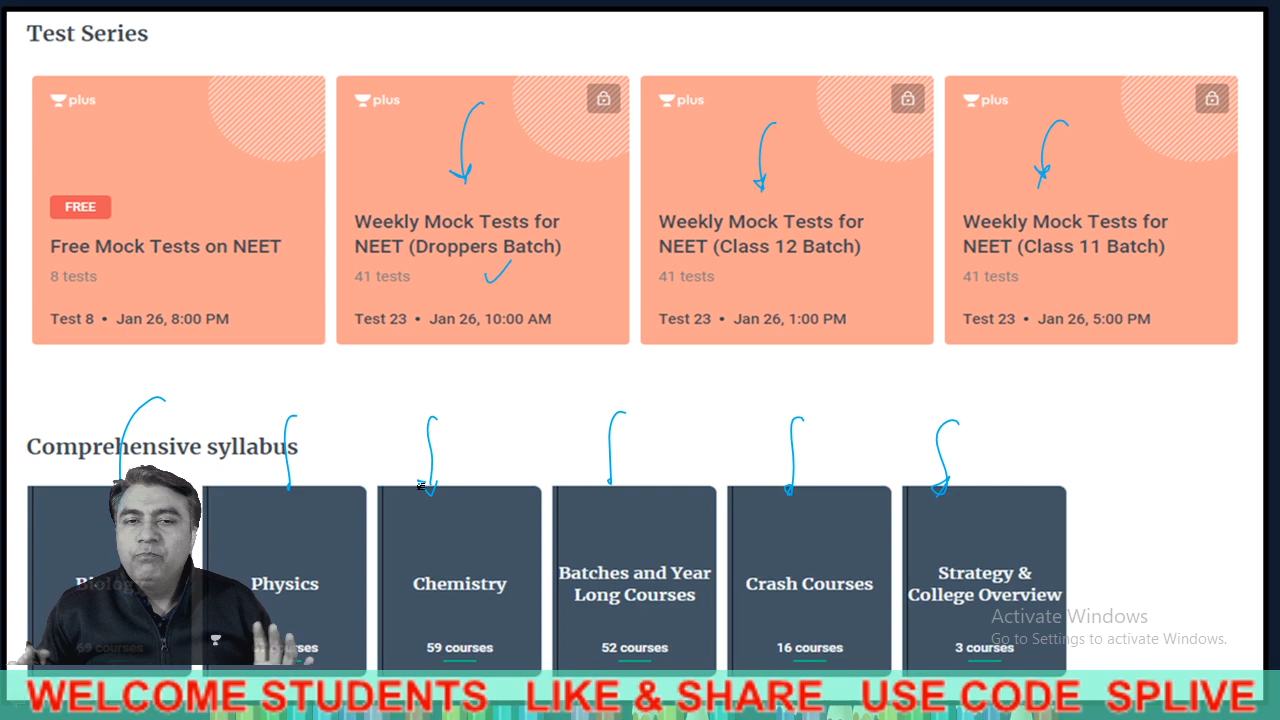 Test Series
plus
plus
plus
plus
FREE
Free Mock Tests on NEET
8 tests
Test 8 • Jan 26, 8:00 PM
Weekly Mock Tests for
NEET (Droppers Batch)
41 tests
Test 23 • Jan 26, 10:00 AM
Weekly Mock Tests for
NEET (Class 12 Batch)
41 tests
Test 23 • Jan 26, 1:00 PM
Weekly Mock Tests for
NEET (Class 11 Batch)
41 tests
Test 23 • Jan 26, 5:00 PM
Comprehensive syllabus
Biology
69 courses
Physics
courses
Chemistry
59 courses
Batches and Year
Long Courses
52 courses
Crash Courses
16 courses
Strategy &
College Overview
3 courses
Activate Windows
Go to Settings to activate Windows.
WELCOME STUDENTS LIKE & SHARE USE CODE SPLIVE